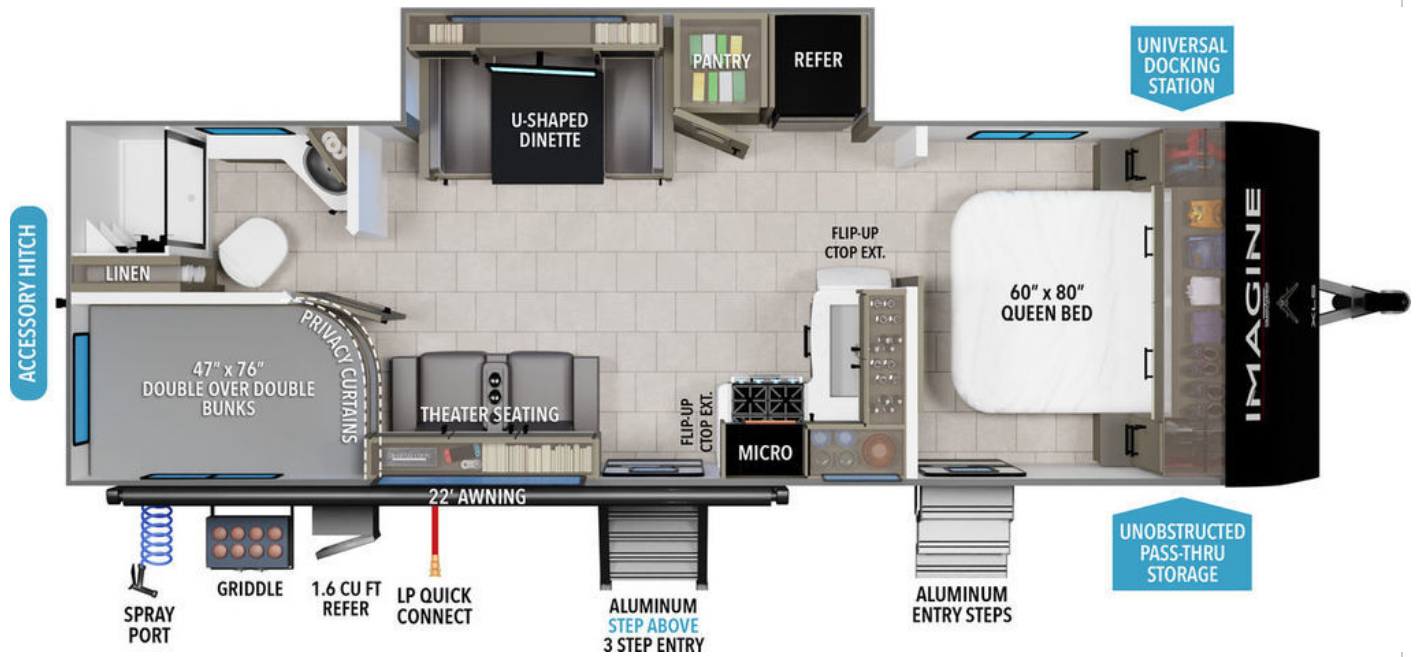 UNIVERSAL
DOCKING
STATION
PANTRY
REFER
U-SHAPED
DINETTE
ACCESSORY HITCH
LINEN
FLIP-UP
CTOP EXT.
60" x 80"
QUEEN BED
IMAGINE
XLS
PRIVACY CURTAINS
47" x 76"
DOUBLE OVER DOUBLE
BUNKS
THEATER SEATING
FLIP-UP
CTOP EXT.
MICRO
22' AWNING
UNOBSTRUCTED
PASS-THRU
STORAGE
SPRAY
PORT
GRIDDLE
1.6 CU FT
REFER
LP QUICK
CONNECT
ALUMINUM
STEP ABOVE
3 STEP ENTRY
ALUMINUM
ENTRY STEPS